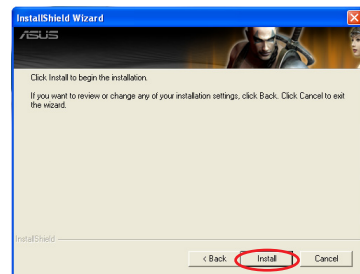 InstallShield Wizard
ASUS
Click Install to begin the installation.
If you want to review or change any of your installation settings, click Back. Click Cancel to exit
the wizard.
InstallShield
< Back Install Cancel